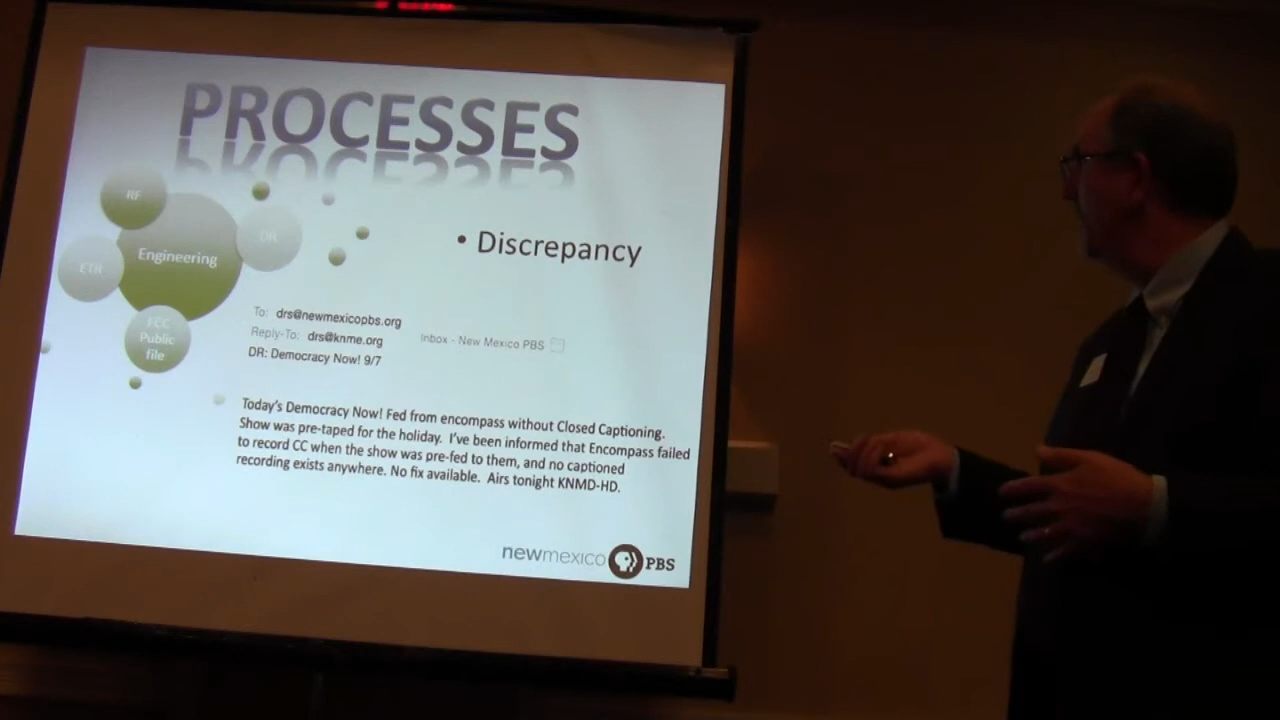 PROCESSES
RF
DR
Engineering
ETR
FCC
Public
file
• Discrepancy
To: drs@newmexicopbs.org
Reply-To: drs@knme.org
Inbox - New Mexico PBS
DR: Democracy Now! 9/7
Today's Democracy Now! Fed from encompass without Closed Captioning.
Show was pre-taped for the holiday. I've been informed that Encompass failed
to record CC when the show was pre-fed to them, and no captioned
recording exists anywhere. No fix available. Airs tonight KNMD-HD.
newmexico PBS